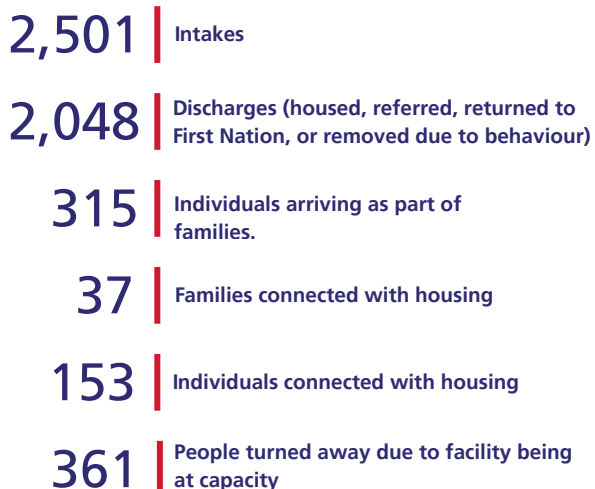 2,501 Intakes
2,048 Discharges (housed, referred, returned to
First Nation, or removed due to behaviour)
315 Individuals arriving as part of
families.
37 Families connected with housing
153 Individuals connected with housing
361 People turned away due to facility being
at capacity